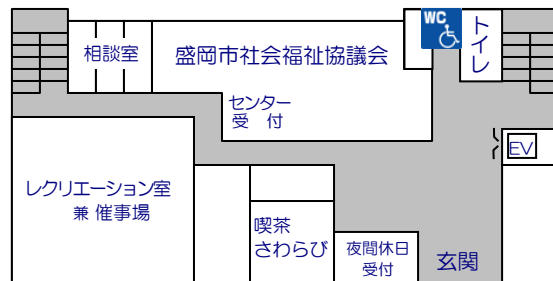 WC
トイレ
相談室
盛岡市社会福祉協議会
センター
受 付
EV
レクリエーション室
兼 催事場
喫茶
さわらび
夜間休日
受付
玄関